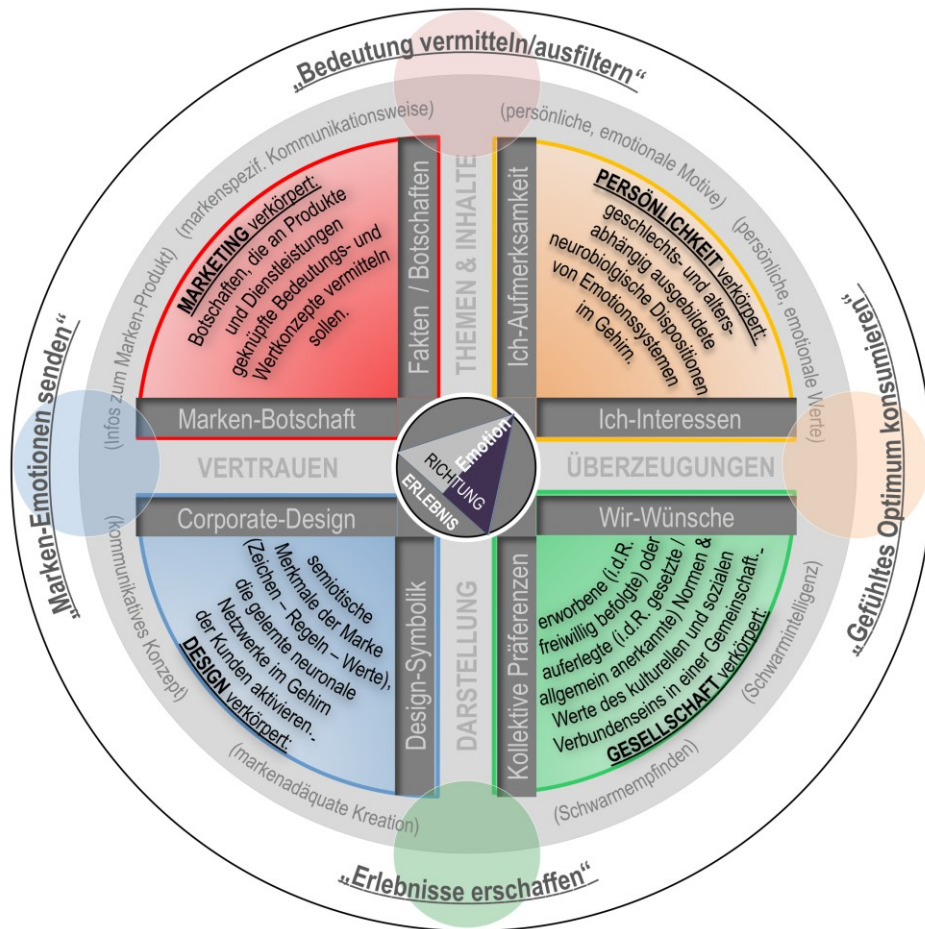 „Bedeutung vermitteln/ausfiltern“
(markenspezif. Kommunikationsweise)
(persönliche, emotionale Motive)
(Infos zum Marken-Produkt)
(persönliche, emotionale Werte)
MARKETING verkörpert:
Botschaften, die an Produkte
und Dienstleistungen
geknüpfte Bedeutungs- und
Wertkonzepte vermitteln
sollen.
Fakten / Botschaften
THEMEN & INHALTE
Ich-Aufmerksamkeit
PERSÖNLICHKEIT verkörpert:
geschlechts- und alters-
abhängig ausgebildete
neurobiolgische Dispositionen
von Emotionssystemen
im Gehirn.
Marken-Botschaft
Ich-Interessen
„Marken-Emotionen senden“
VERTRAUEN
Emotion
RICHTUNG
ERLEBNIS
ÜBERZEUGUNGEN
„Gefühltes Optimum konsumieren“
Corporate-Design
Wir-Wünsche
semiotische
Merkmale der Marke
(Zeichen – Regeln – Werte),
die gelernte neuronale
Netzwerke im Gehirn
der Kunden aktivieren.
DESIGN verkörpert:
Design-Symbolik
DARSTELLUNG
Kollektive Präferenzen
erworbene (i.d.R.
freiwillig befolgte) oder
auferlegte (i.d.R. gesetzte /
allgemein anerkannte) Normen &
Werte des kulturellen und sozialen
Verbundenseins in einer Gemeinschaft.
GESELLSCHAFT verkörpert:
(kommunikatives Konzept)
(Schwarmintelligenz)
(markenadäquate Kreation)
(Schwarmempfinden)
„Erlebnisse erschaffen“